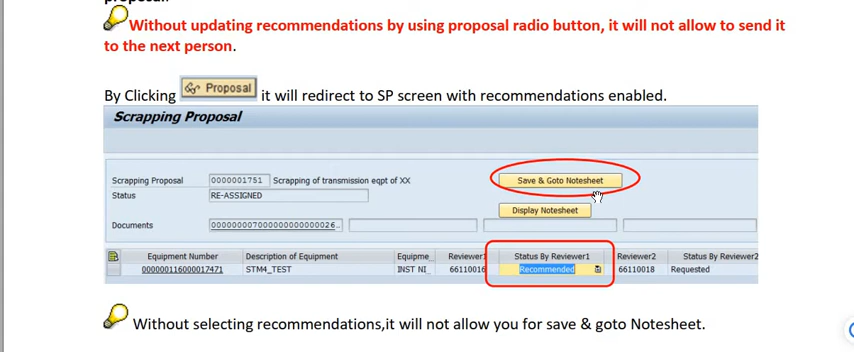 Without updating recommendations by using proposal radio button, it will not allow to send it
to the next person.
By Clicking Proposal it will redirect to SP screen with recommendations enabled.
Scrapping Proposal
Scrapping Proposal 0000001751 Scrapping of transmission eqpt of XX Save & Goto Notesheet
Status RE-ASSIGNED
Display Notesheet
Documents
Equipment Number Description of Equipment Equipme_ Reviewer1 Status By Reviewer1 Reviewer2 Status By Reviewer2
000000116000017471 STM4_TEST INST NI_ 66110016 Recommended 66110018 Requested
Without selecting recommendations,it will not allow you for save & goto Notesheet.